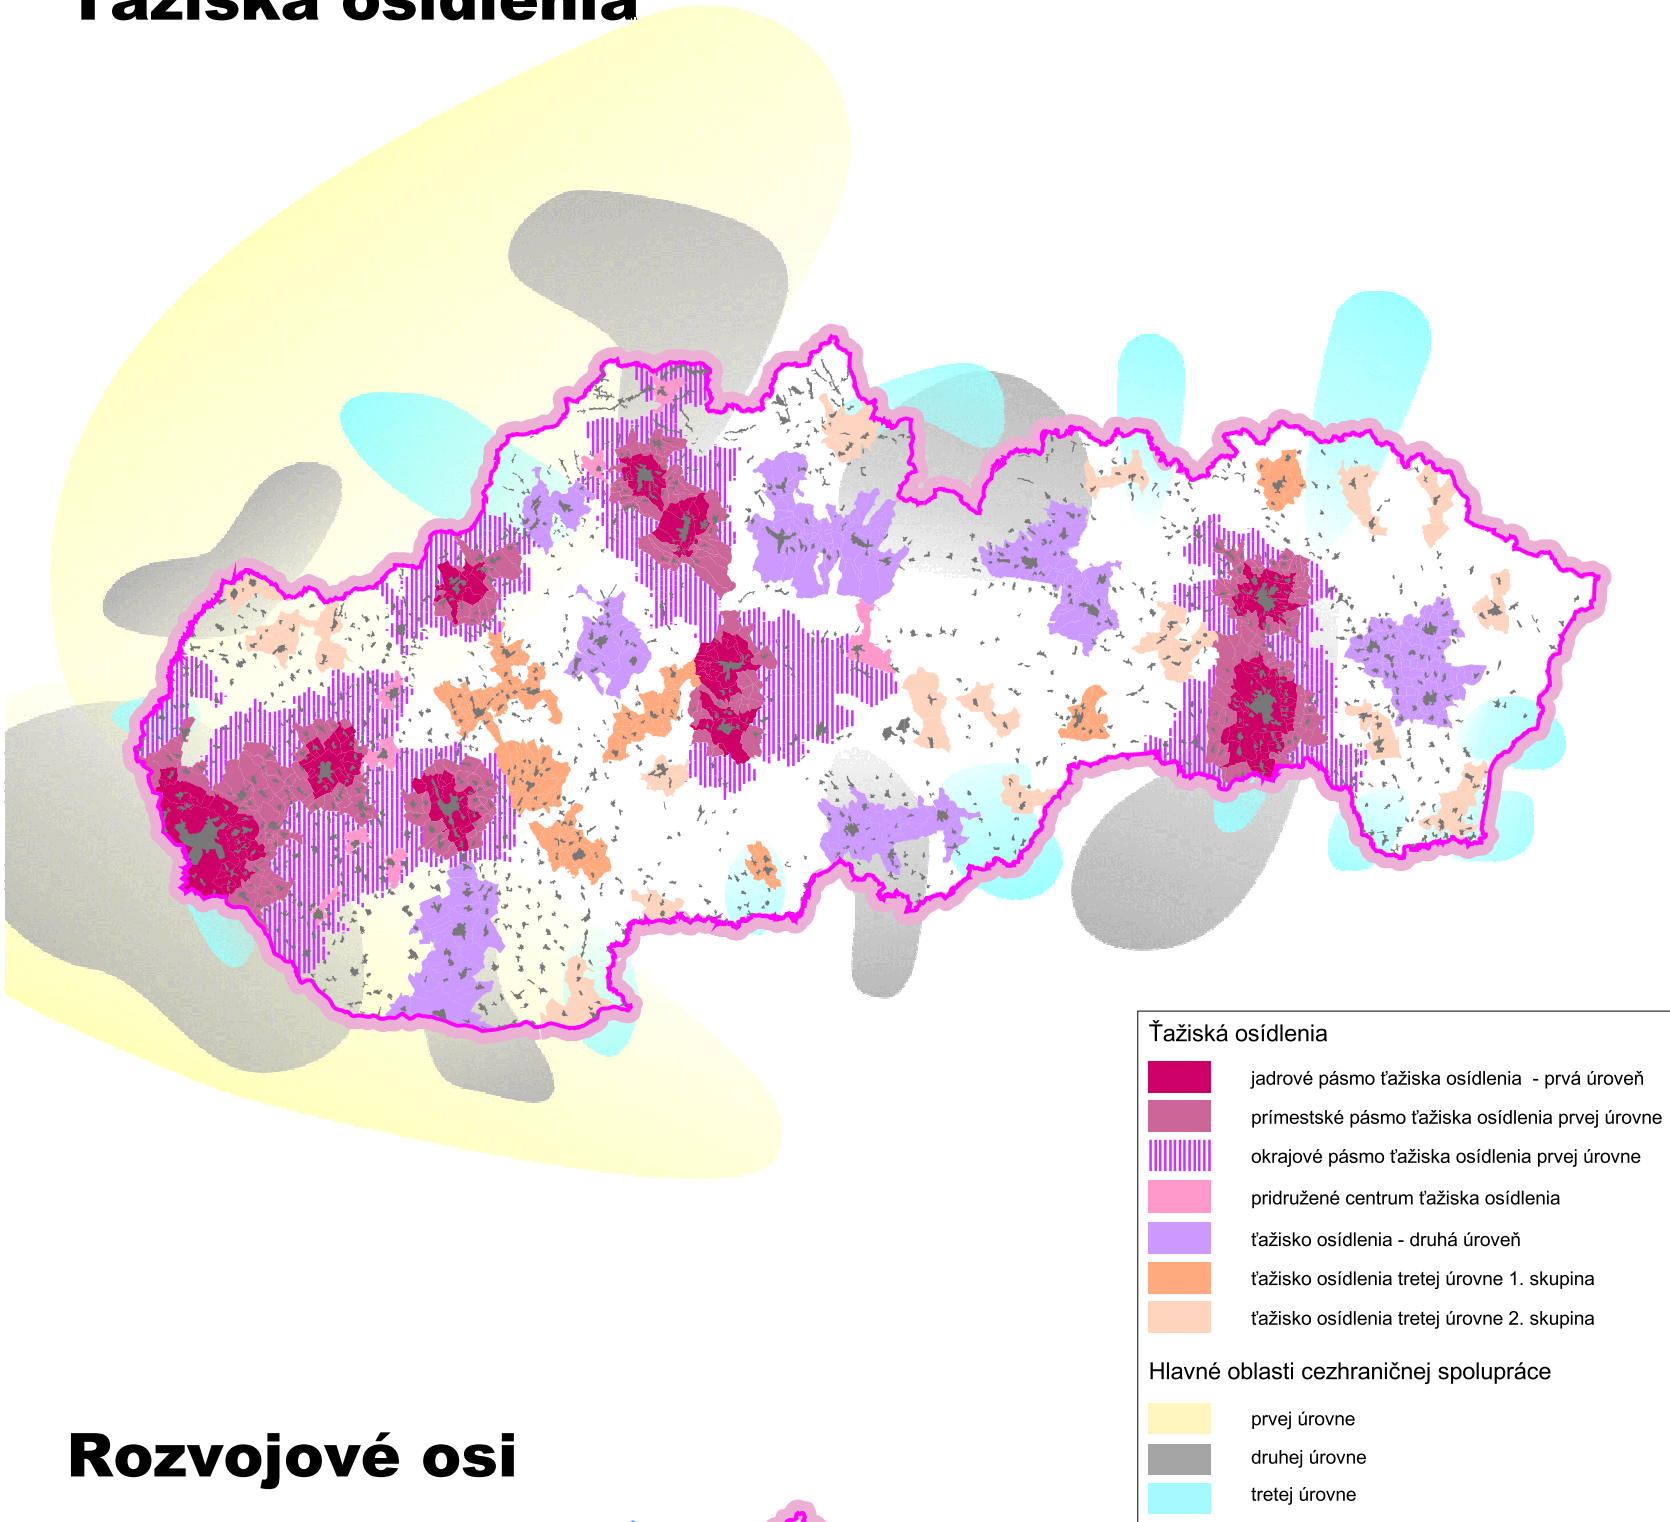 Ťažiská osídlenia
Ťažiská osídlenia
jadrové pásmo ťažiska osídlenia - prvá úroveň
prímestské pásmo ťažiska osídlenia prvej úrovne
okrajové pásmo ťažiska osídlenia prvej úrovne
pridružené centrum ťažiska osídlenia
ťažisko osídlenia - druhá úroveň
ťažisko osídlenia tretej úrovne 1. skupina
ťažisko osídlenia tretej úrovne 2. skupina
Hlavné oblasti cezhraničnej spolupráce
prvej úrovne
druhej úrovne
tretej úrovne
Rozvojové osi